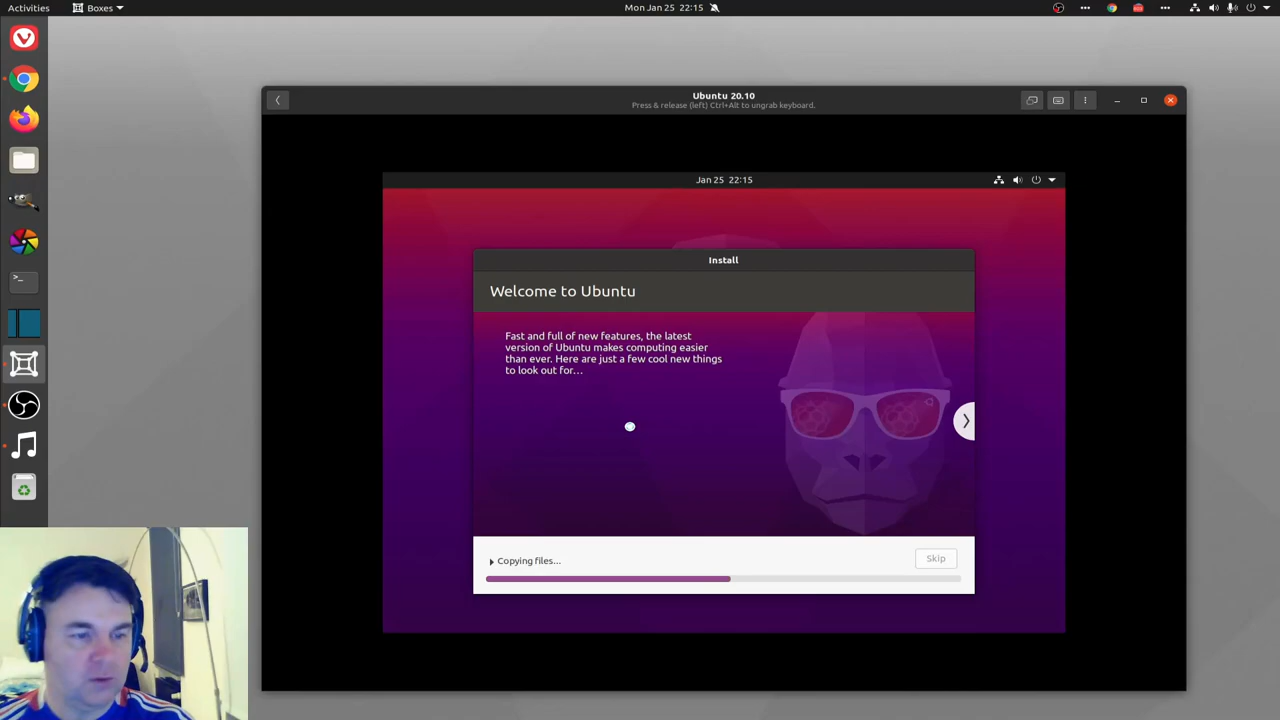 Activities
Boxes
Mon Jan 25 22:15
Ubuntu 20.10
Press & release (left) Ctrl+Alt to ungrab keyboard.
Jan 25 22:15
Install
Welcome to Ubuntu
Fast and full of new features, the latest
version of Ubuntu makes computing easier
than ever. Here are just a few cool new things
to look out for...
Copying files...
Skip